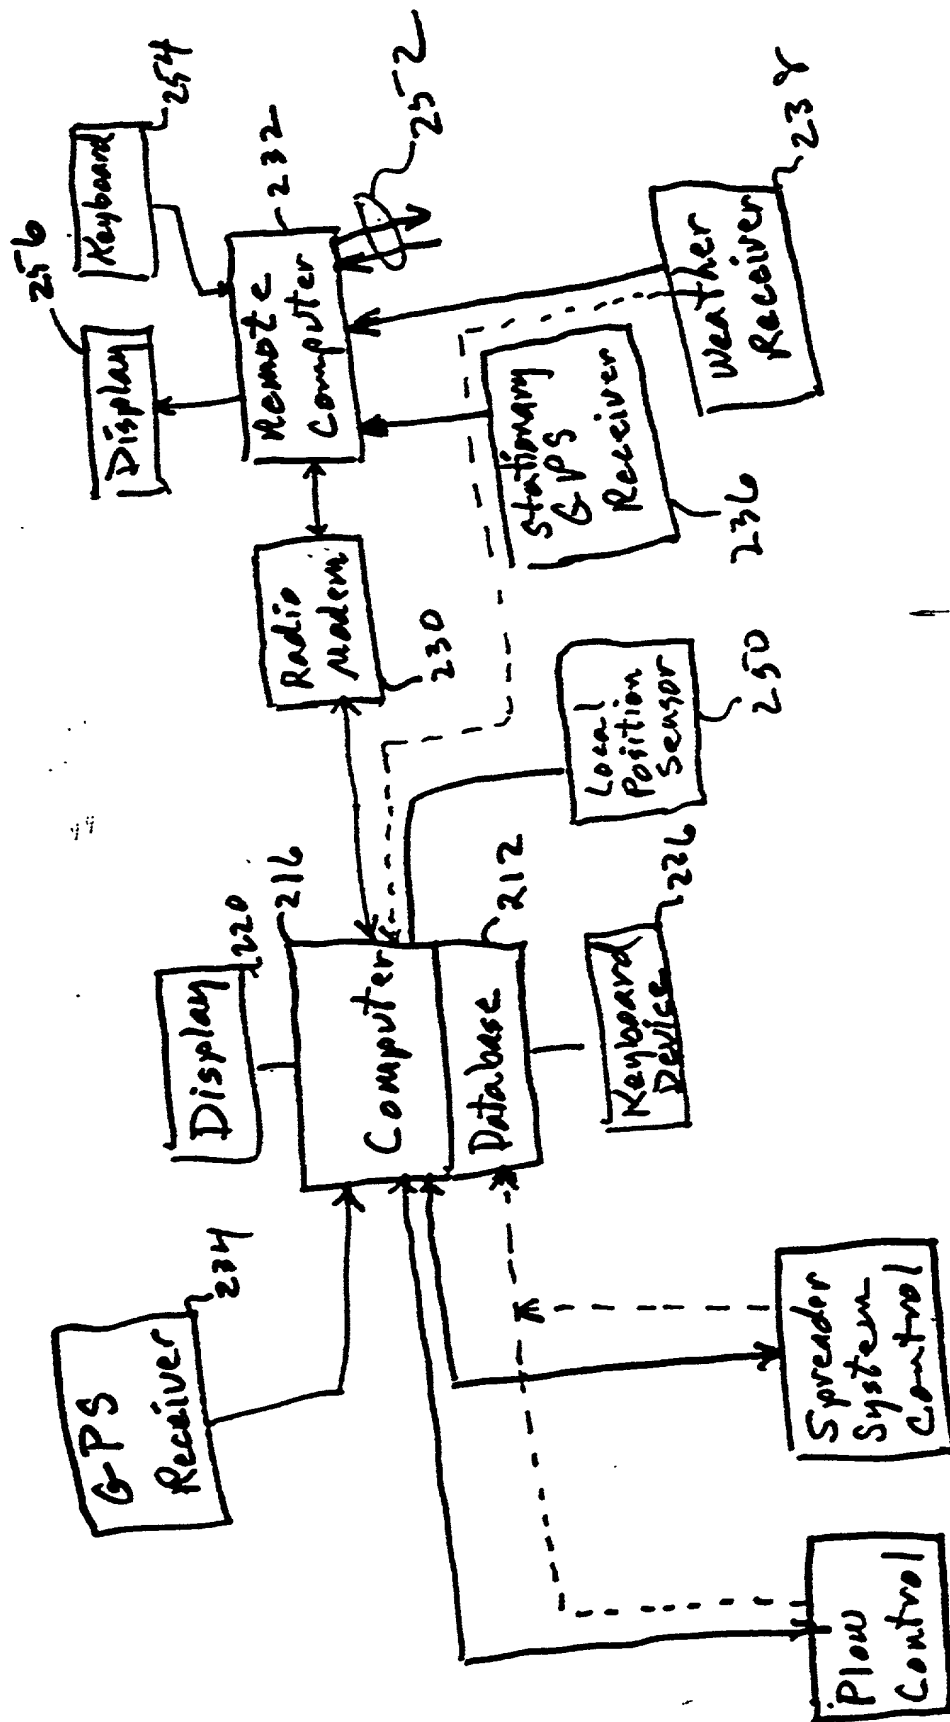 GPS
Receiver
234
Display
220
Computer
216
Database
212
Keyboard
Device
226
Plow
Control
Spreader
System
Control
Local
Position
Sensor
250
Radio
Modem
230
Display
256
Keyboard
254
Remote
Computer
232
252
Stationary
GPS
Receiver
236
Weather
Receiver
238